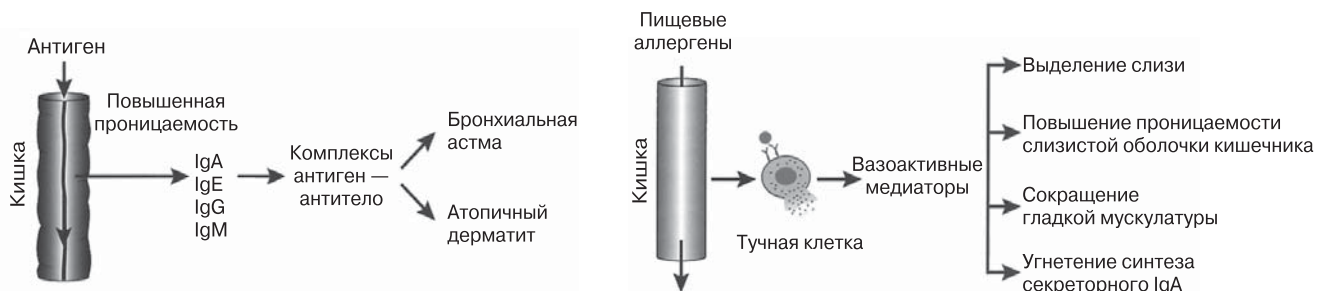 Антиген
Кишка
Повышенная
проницаемость
IgA
IgE
IgG
IgM
Комплексы
антиген —
антитело
Бронхиальная
астма
Атопичный
дерматит
Пищевые
аллергены
Кишка
Тучная клетка
Вазоактивные
медиаторы
Выделение слизи
Повышение проницаемости
слизистой оболочки кишечника
Сокращение
гладкой мускулатуры
Угнетение синтеза
секреторного IgA